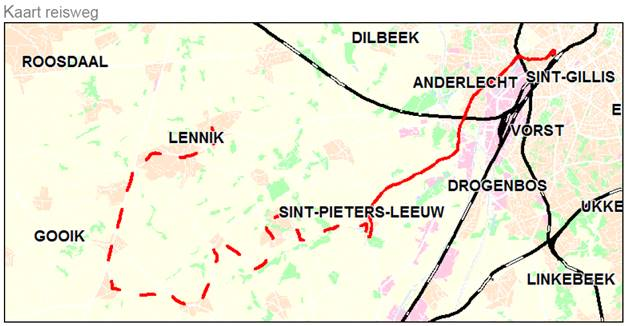 Kaart reisweg
DILBEEK
ROOSDAAL
ANDERLECHT
SINT-GILLIS
E
LENNIK
VORST
DROGENBOS
SINT-PIETERS-LEEUW
UKKE
GOOIK
LINKEBEEK